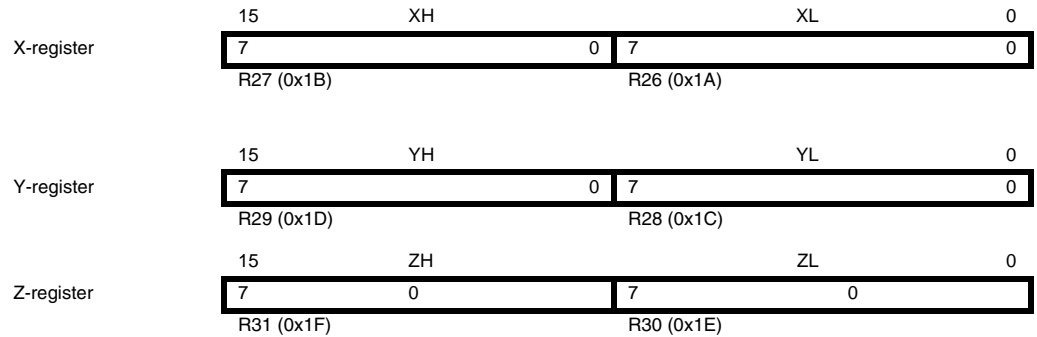 15 XH XL 0
X-register 7 0 7 0
R27 (0x1B) R26 (0x1A)
15 YH YL 0
Y-register 7 0 7 0
R29 (0x1D) R28 (0x1C)
15 ZH ZL 0
Z-register 7 0 7 0
R31 (0x1F) R30 (0x1E)